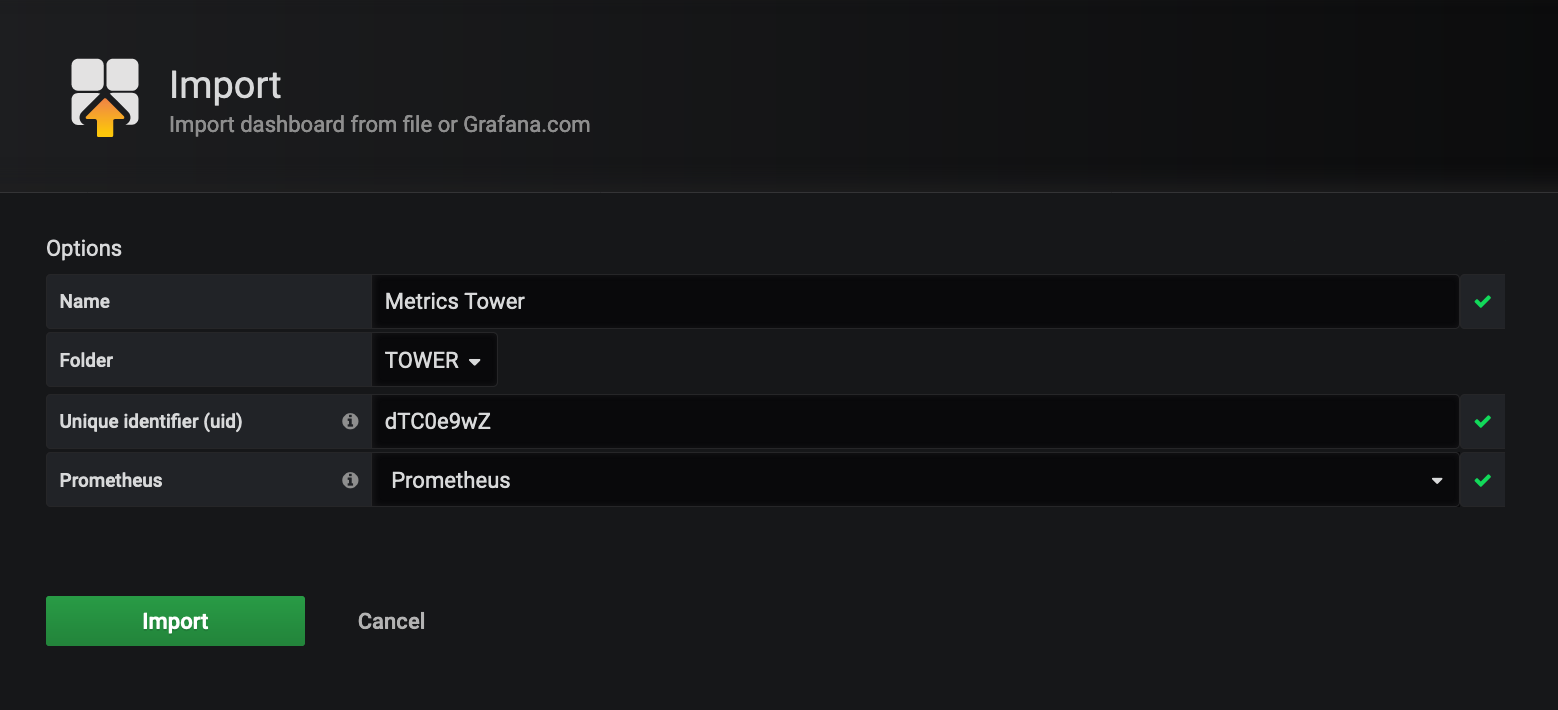 Import
Import dashboard from file or Grafana.com
Options
Name Metrics Tower
Folder TOWER
Unique identifier (uid) dTC0e9wZ
Prometheus Prometheus
Import Cancel